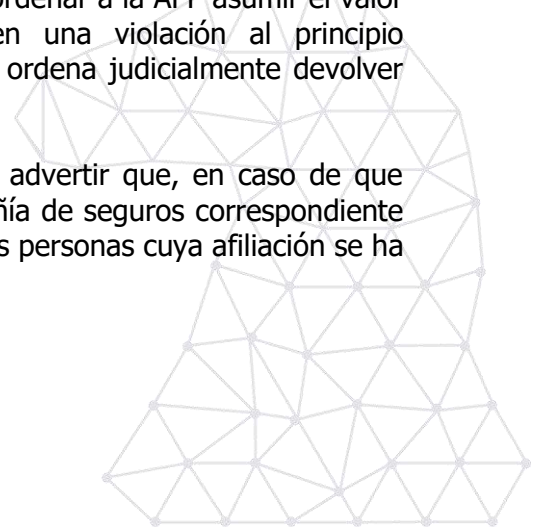 ordenar a la AFP asumir el valor
en una violación al principio
ordena judicialmente devolver
advertir que, en caso de que
ñía de seguros correspondiente
s personas cuya afiliación se ha